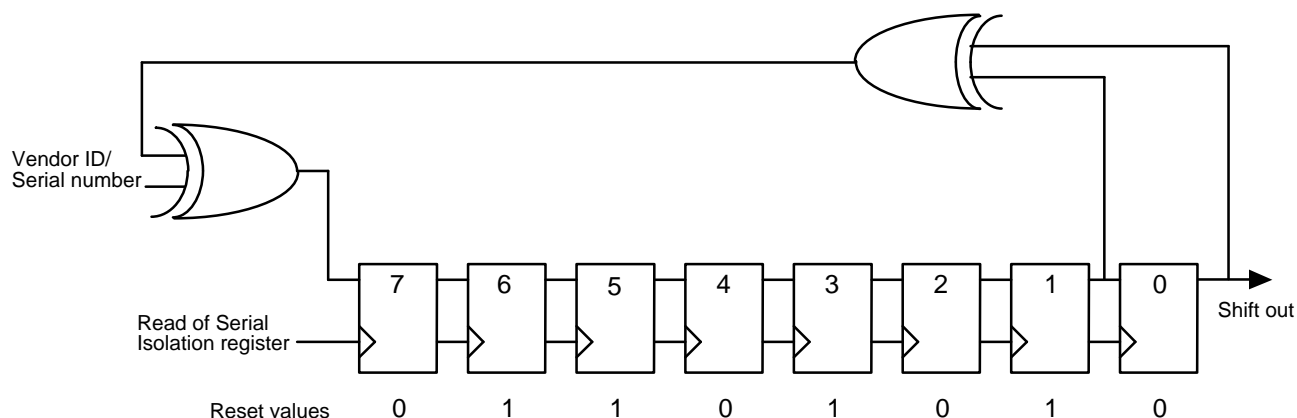 Vendor ID/
Serial number
7 6 5 4 3 2 1 0
Shift out
Read of Serial
Isolation register
Reset values 0 1 1 0 1 0 1 0